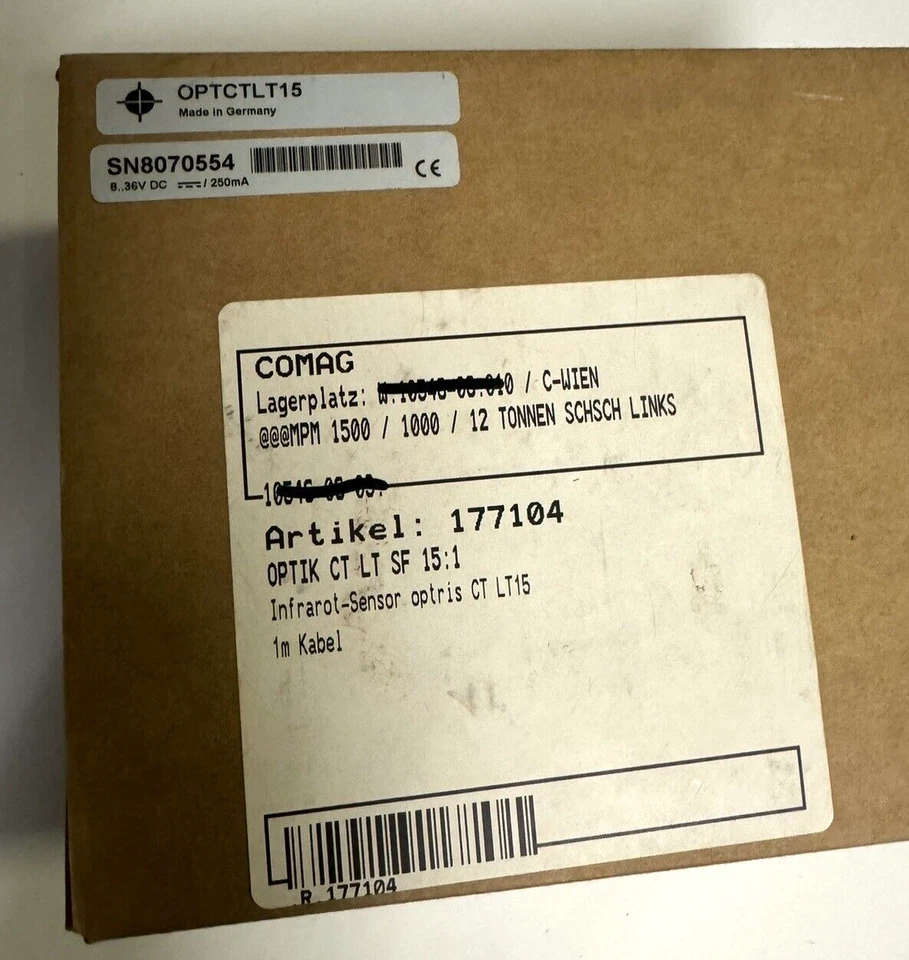 OPTCTLT15
Made in Germany
SN8070554
8..36V DC / 250mA
CE
COMAG
Lagerplatz: / C-WIEN
@@@MPM 1500 / 1000 / 12 TONNEN SCHSCH LINKS
Artikel: 177104
OPTIK CT LT SF 15:1
Infrarot-Sensor optris CT LT15
1m Kabel
R 177104